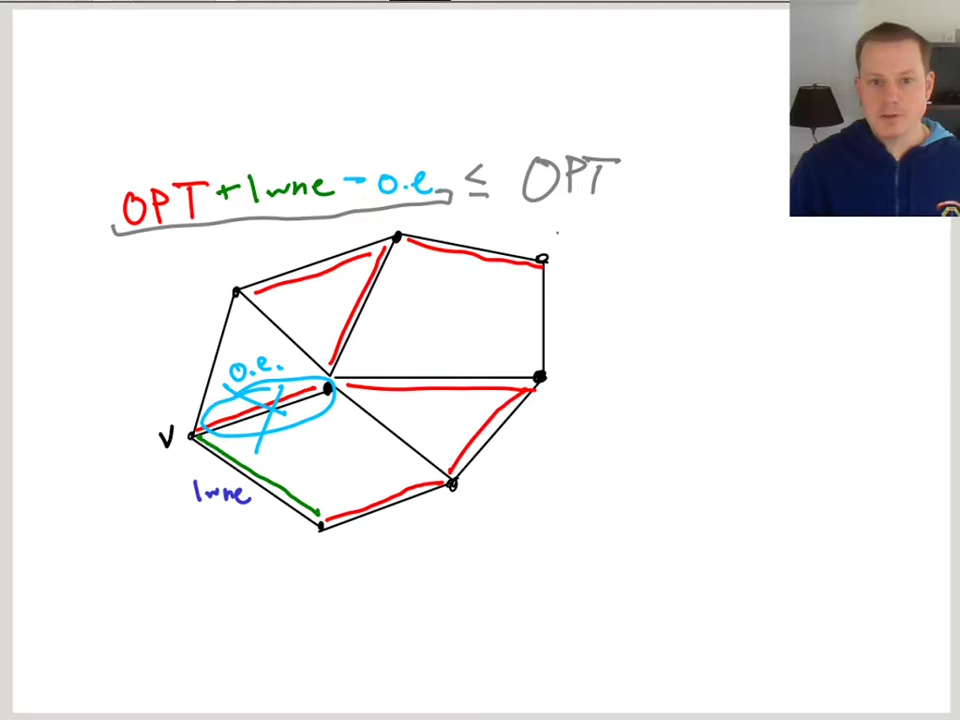 OPT + lwne - o.e. ≤ OPT
o.e.
v
lwne